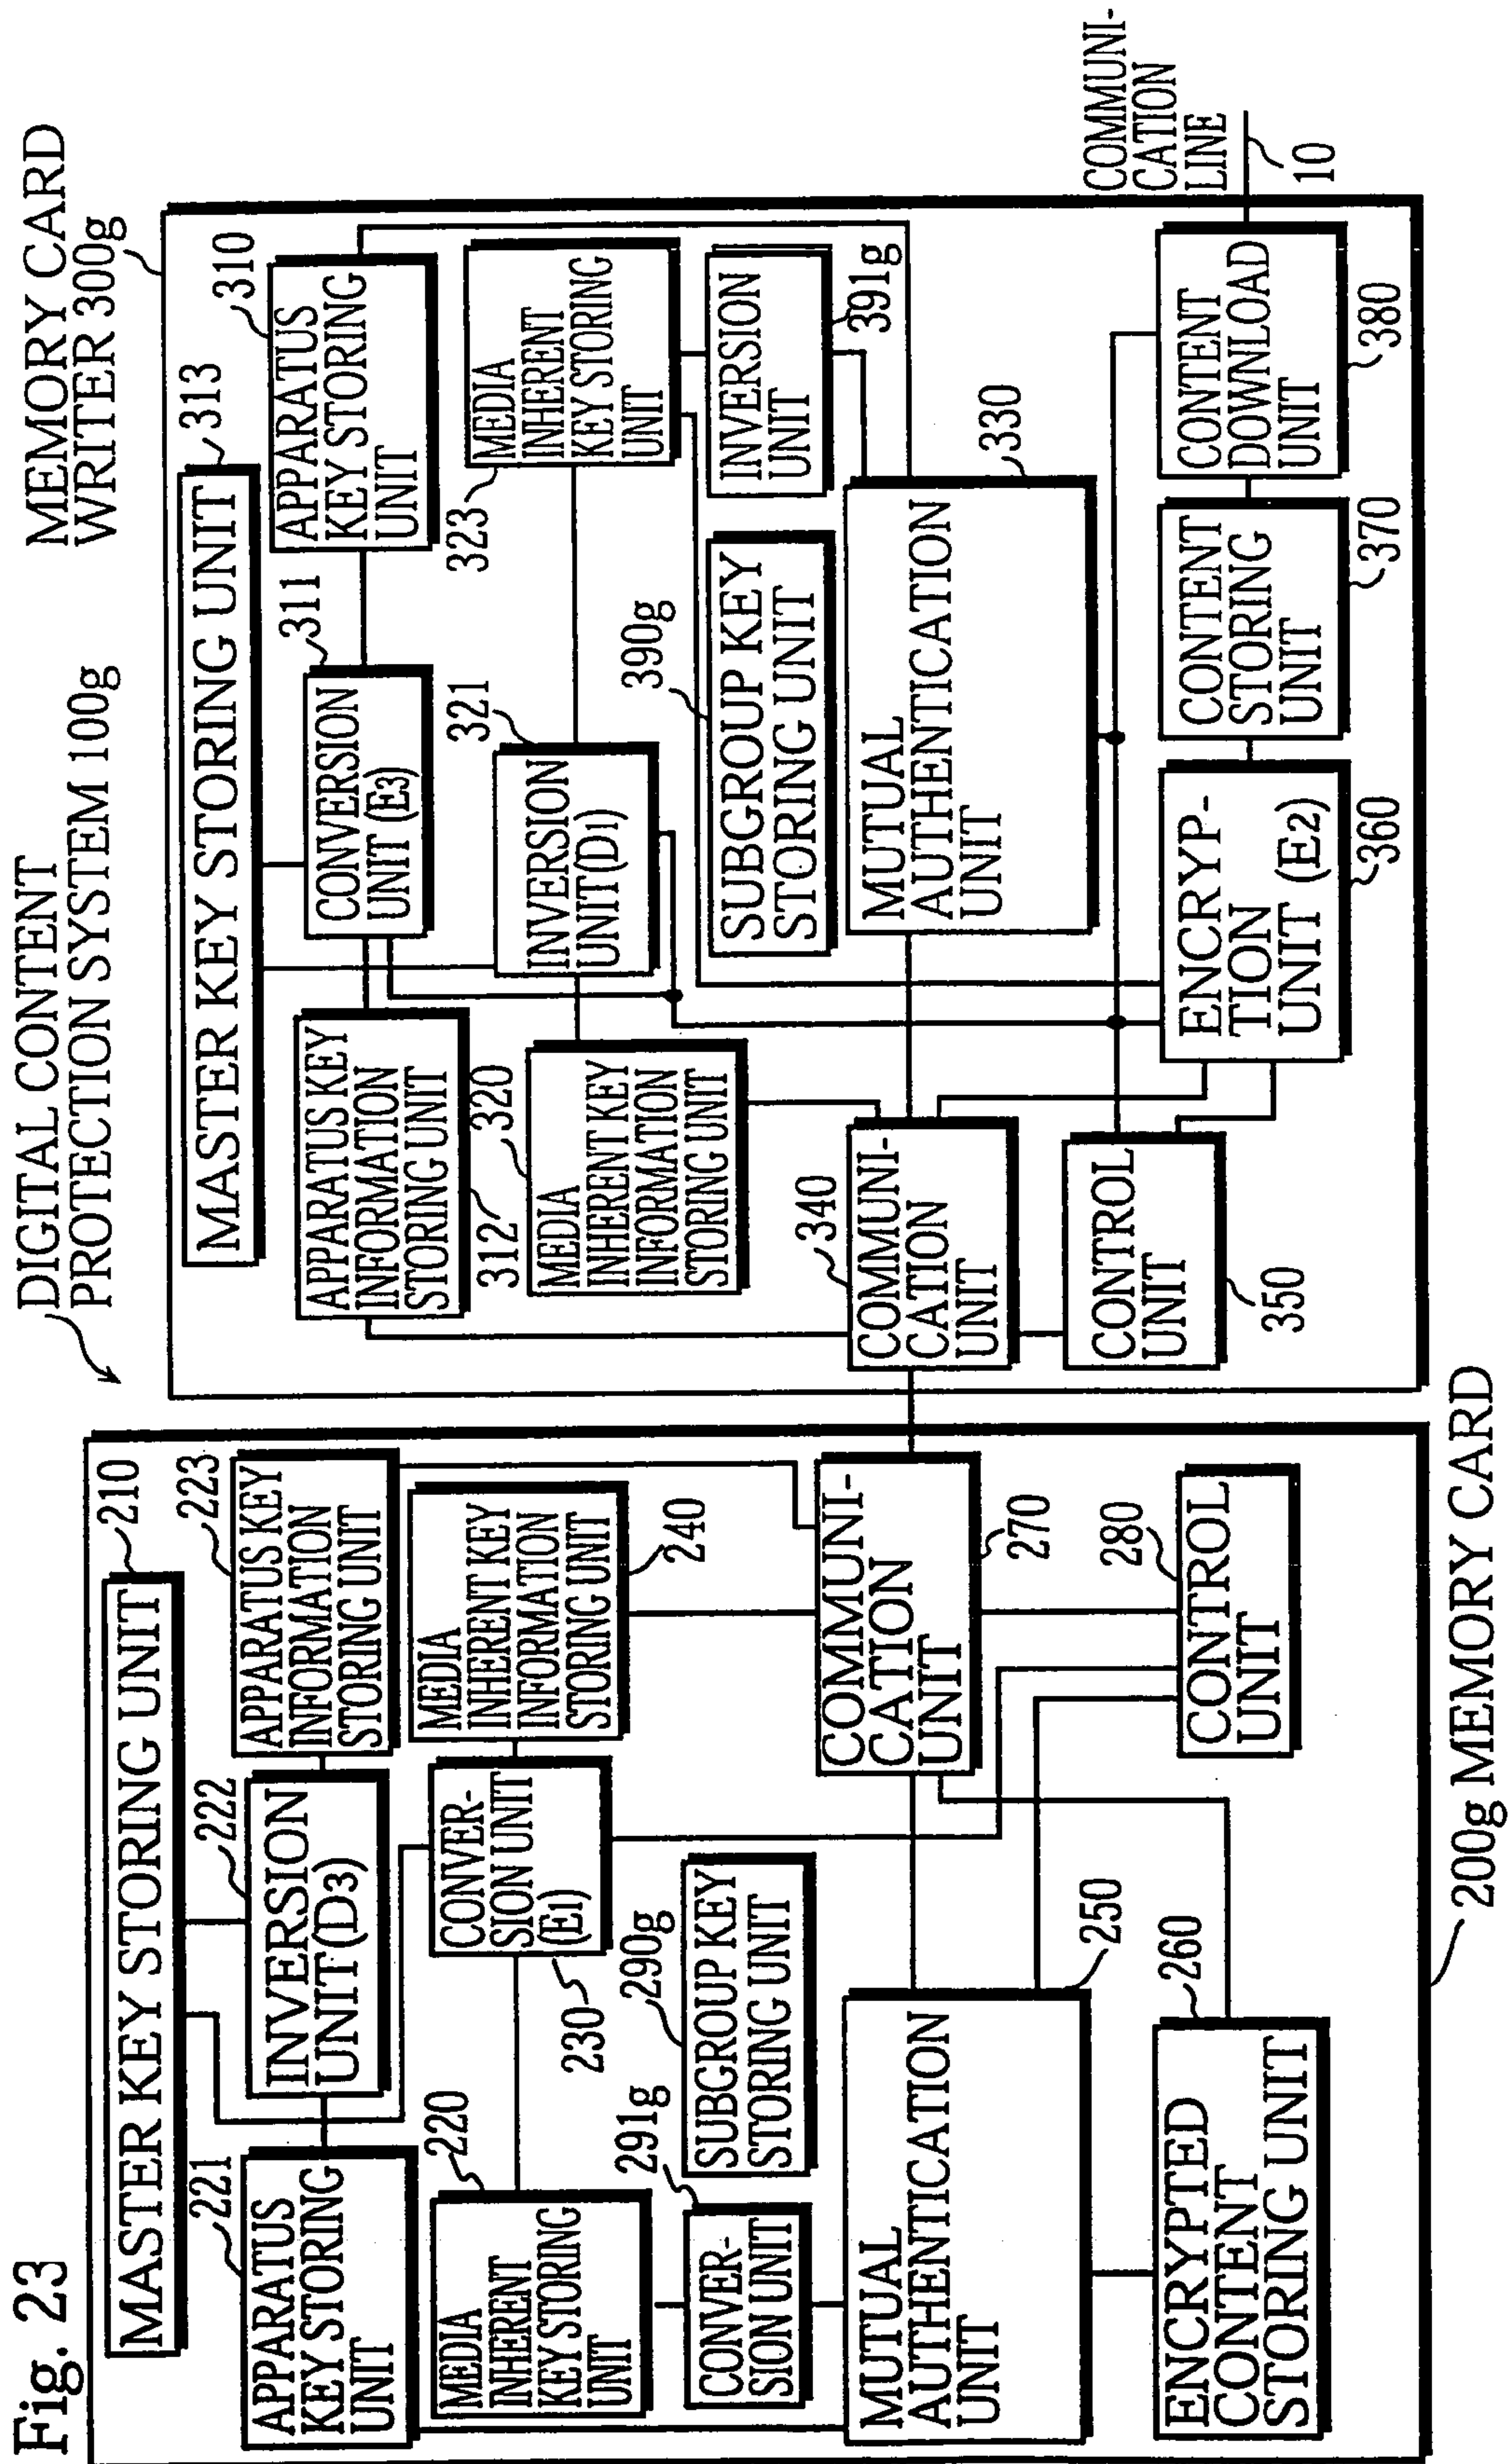 Fig. 23
DIGITAL CONTENT
PROTECTION SYSTEM 100g
MEMORY CARD
WRITER 300g
210
MASTER KEY STORING UNIT
221
APPARATUS
KEY STORING
UNIT
222
INVERSION
UNIT(D3)
223
APPARATUS KEY
INFORMATION
STORING UNIT
220
MEDIA
INHERENT
KEY STORING
UNIT
CONVER-
SION UNIT
(E1)
230
MEDIA
INHERENT KEY
INFORMATION
STORING UNIT
240
291g
CONVER-
SION UNIT
290g
SUBGROUP KEY
STORING UNIT
MUTUAL
AUTHENTICATION
UNIT
250
COMMUNI-
CATION
UNIT
270
260
ENCRYPTED
CONTENT
STORING UNIT
280
CONTROL
UNIT
200g MEMORY CARD
313
MASTER KEY STORING UNIT
APPARATUS KEY
INFORMATION
STORING UNIT
312
311
CONVERSION
UNIT (E3)
310
APPARATUS
KEY STORING
UNIT
320
MEDIA
INHERENT KEY
INFORMATION
STORING UNIT
321
INVERSION
UNIT(D1)
323
MEDIA
INHERENT
KEY STORING
UNIT
390g
SUBGROUP KEY
STORING UNIT
INVERSION
UNIT
391g
340
COMMUNI-
CATION
UNIT
MUTUAL
AUTHENTICATION
UNIT
330
CONTROL
UNIT
350
ENCRYP-
TION
UNIT (E2)
360
CONTENT
STORING
UNIT
370
CONTENT
DOWNLOAD
UNIT
380
COMMUNI-
CATION
LINE
10